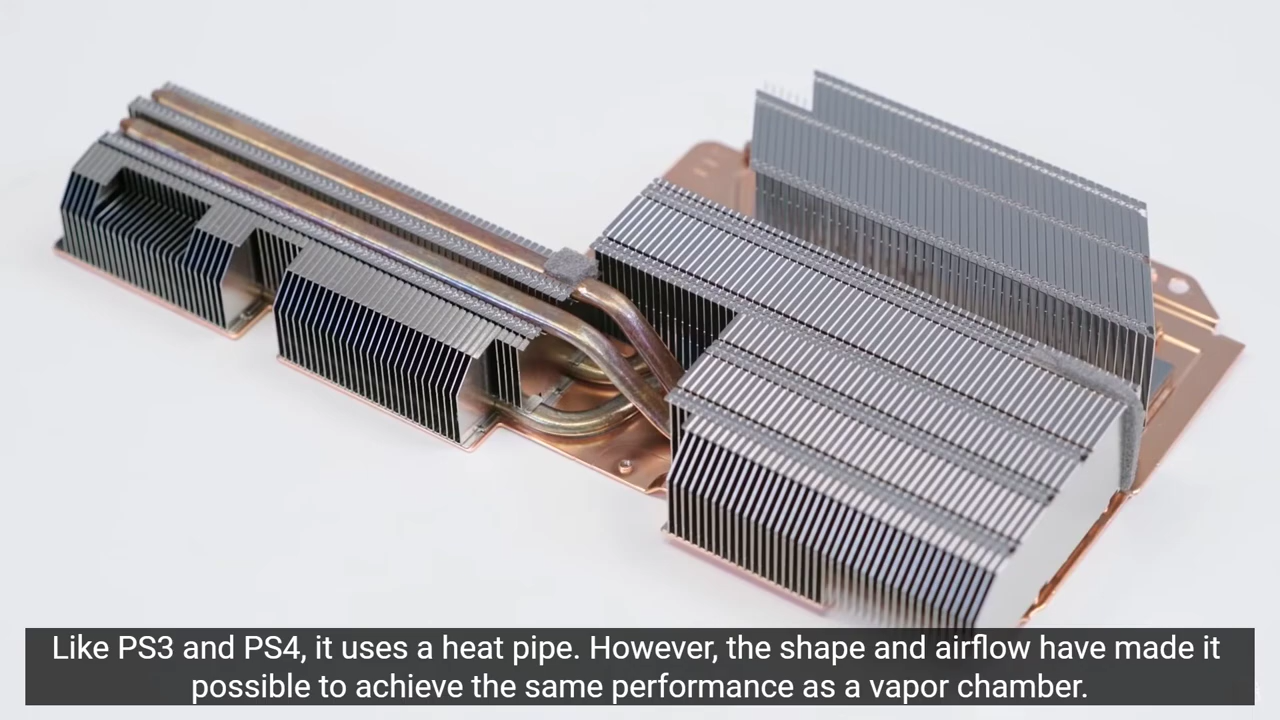 Like PS3 and PS4, it uses a heat pipe. However, the shape and airflow have made it
possible to achieve the same performance as a vapor chamber.